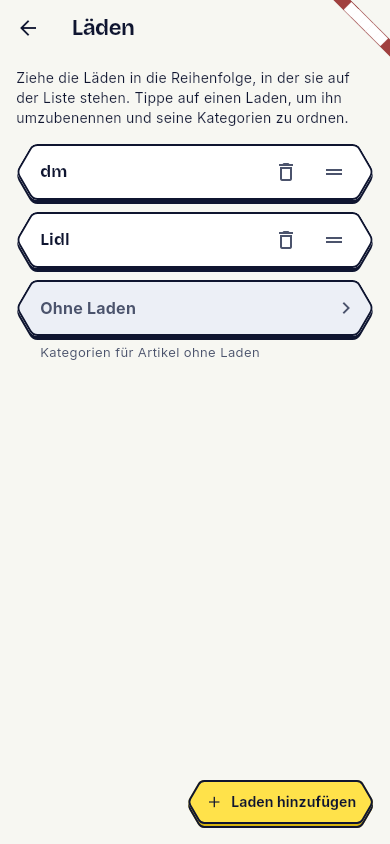 Läden
Ziehe die Läden in die Reihenfolge, in der sie auf
der Liste stehen. Tippe auf einen Laden, um ihn
umzubenennen und seine Kategorien zu ordnen.
dm
Lidl
Ohne Laden
Kategorien für Artikel ohne Laden
Laden hinzufügen